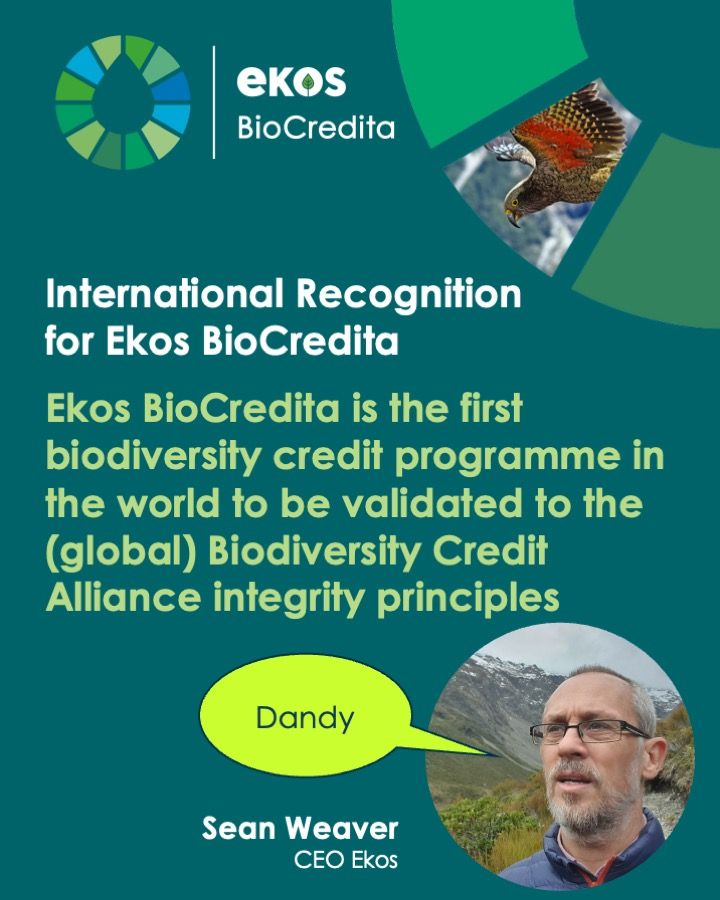 ekos
BioCredita
International Recognition
for Ekos BioCredita
Ekos BioCredita is the first
biodiversity credit programme in
the world to be validated to the
(global) Biodiversity Credit
Alliance integrity principles
Dandy
Sean Weaver
CEO Ekos